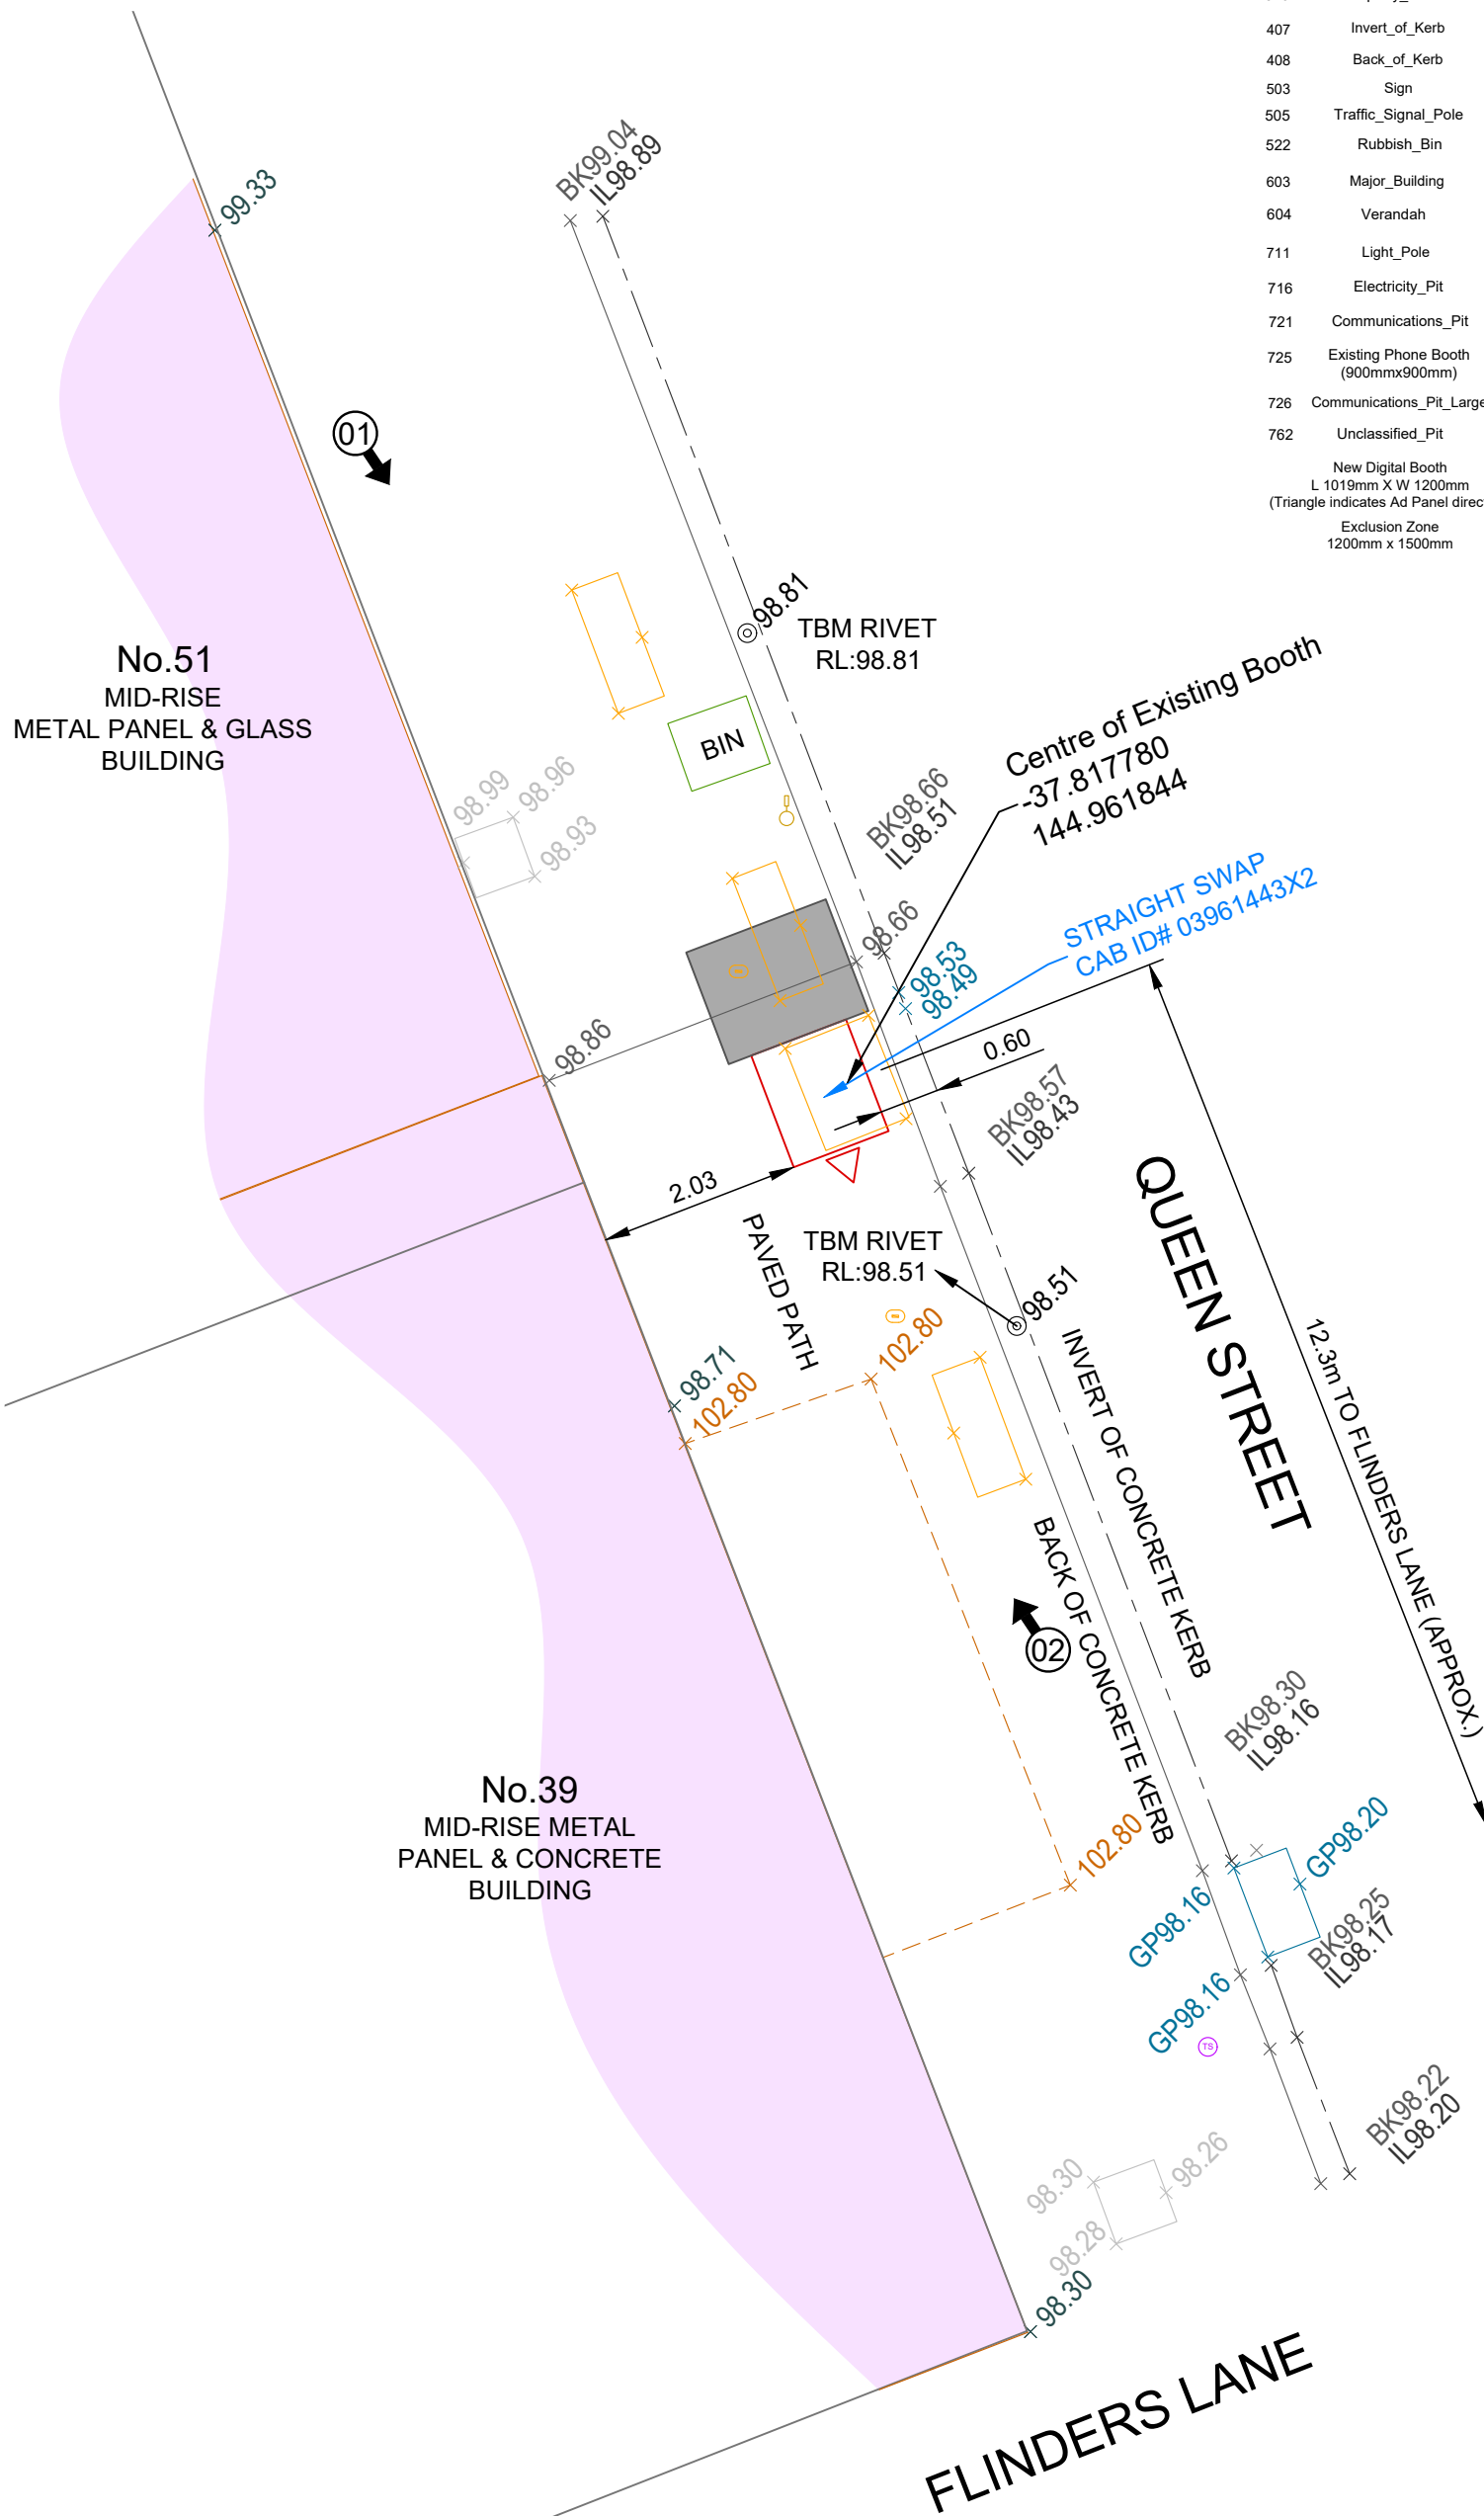 407 Invert_of_Kerb
408 Back_of_Kerb
503 Sign
505 Traffic_Signal_Pole
522 Rubbish_Bin
603 Major_Building
604 Verandah
711 Light_Pole
716 Electricity_Pit
721 Communications_Pit
725 Existing Phone Booth
(900mmx900mm)
726 Communications_Pit_Large
762 Unclassified_Pit
New Digital Booth
L 1019mm X W 1200mm
(Triangle indicates Ad Panel direc
Exclusion Zone
1200mm x 1500mm
BK99.04
IL98.89
99.33
01
98.81
TBM RIVET
RL:98.81
No.51
MID-RISE
METAL PANEL & GLASS
BUILDING
BIN
Centre of Existing Booth
-37.817780
144.961844
98.99
98.96
98.93
BK98.66
IL98.51
STRAIGHT SWAP
CAB ID# 03961443X2
98.66
98.53
98.49
98.86
0.60
BK98.57
IL98.43
2.03
PAVED PATH
QUEEN STREET
TBM RIVET
RL:98.51
98.51
102.80
98.71
102.80
INVERT OF CONCRETE KERB
12.3m TO FLINDERS LANE (APPROX.)
BACK OF CONCRETE KERB
02
BK98.30
IL98.16
No.39
MID-RISE METAL
PANEL & CONCRETE
BUILDING
102.80
GP98.20
GP98.16
BK98.25
IL98.17
GP98.16
TS
BK98.22
IL98.20
98.30
98.26
98.28
98.30
FLINDERS LANE